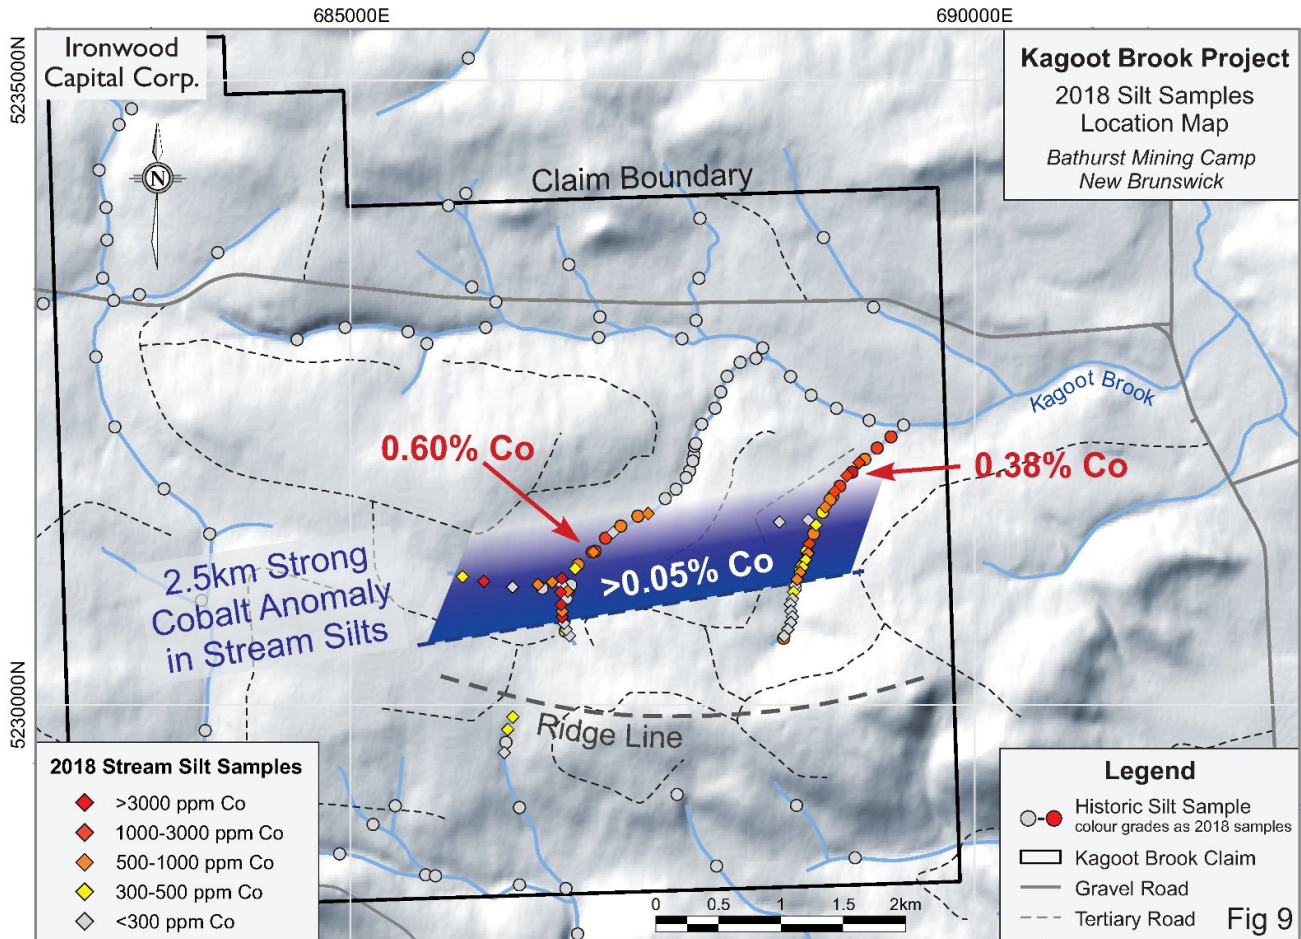 685000E
690000E
5235000N
5230000N
Ironwood
Capital Corp.
N
Kagoot Brook Project
2018 Silt Samples
Location Map
Bathurst Mining Camp
New Brunswick
Claim Boundary
Kagoot Brook
0.60% Co
0.38% Co
>0.05% Co
2.5km Strong
Cobalt Anomaly
in Stream Silts
Ridge Line
2018 Stream Silt Samples
>3000 ppm Co
1000-3000 ppm Co
500-1000 ppm Co
300-500 ppm Co
<300 ppm Co
0 0.5 1 1.5 2km
Legend
Historic Silt Sample
colour grades as 2018 samples
Kagoot Brook Claim
Gravel Road
Tertiary Road
Fig 9